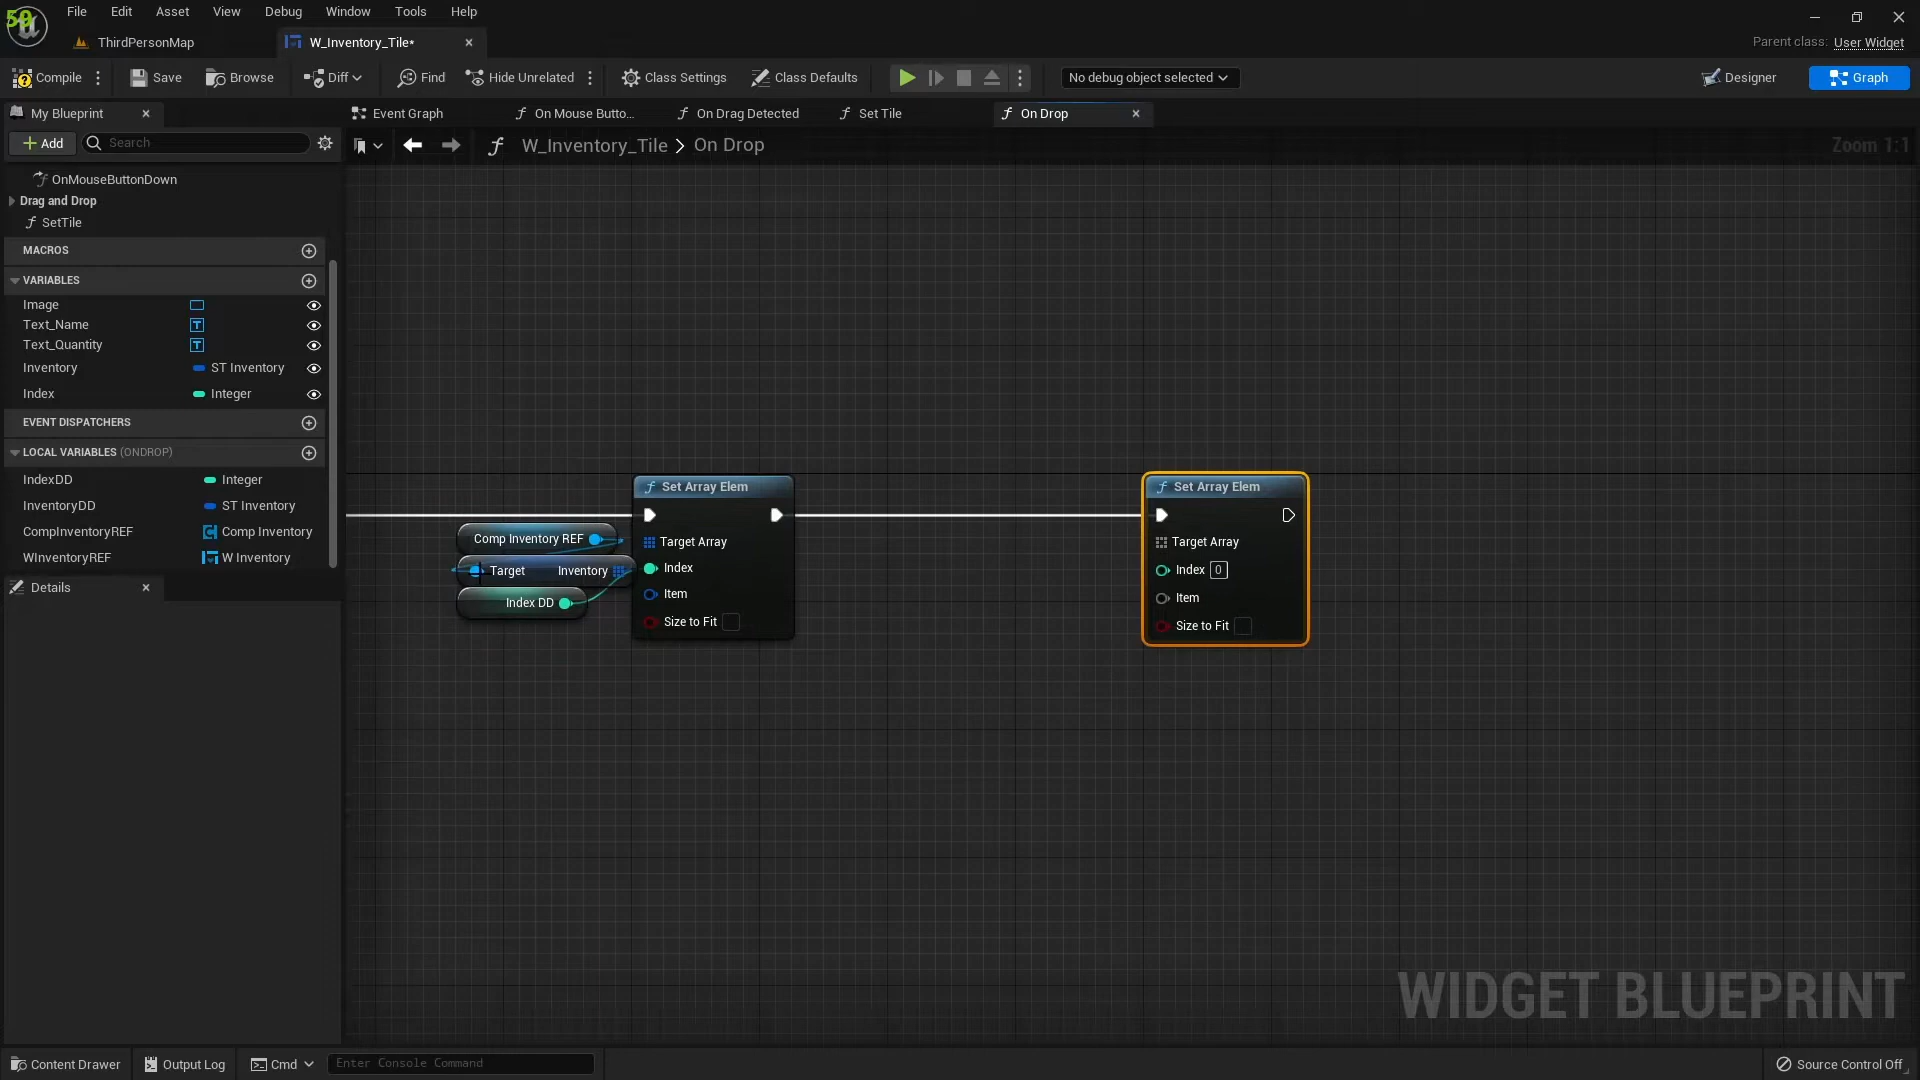 50
File Edit Asset View Window Debug Tools Help
ThirdPersonMap
W_Inventory_Tile*
Parent class: User Widget
Compile
Save
Browse
Diff
Find
Hide Unrelated
Class Settings
Class Defaults
No debug object selected
Designer
Graph
My Blueprint
Event Graph
On Mouse Butto...
On Drag Detected
Set Tile
On Drop
Add
Search
W_Inventory_Tile > On Drop
Zoom 1:1
OnMouseButtonDown
Drag and Drop
SetTile
MACROS
VARIABLES
Image
Text_Name
Text_Quantity
Inventory ST Inventory
Index Integer
EVENT DISPATCHERS
LOCAL VARIABLES (ONDROP)
IndexDD Integer
InventoryDD ST Inventory
CompInventoryREF Comp Inventory
WInventoryREF W Inventory
Details
Comp Inventory REF
Target Inventory
Index DD
Set Array Elem
Target Array
Index
Item
Size to Fit
Set Array Elem
Target Array
Index 0
Item
Size to Fit
WIDGET BLUEPRINT
Content Drawer
Output Log
Cmd
Enter Console Command
Source Control Off